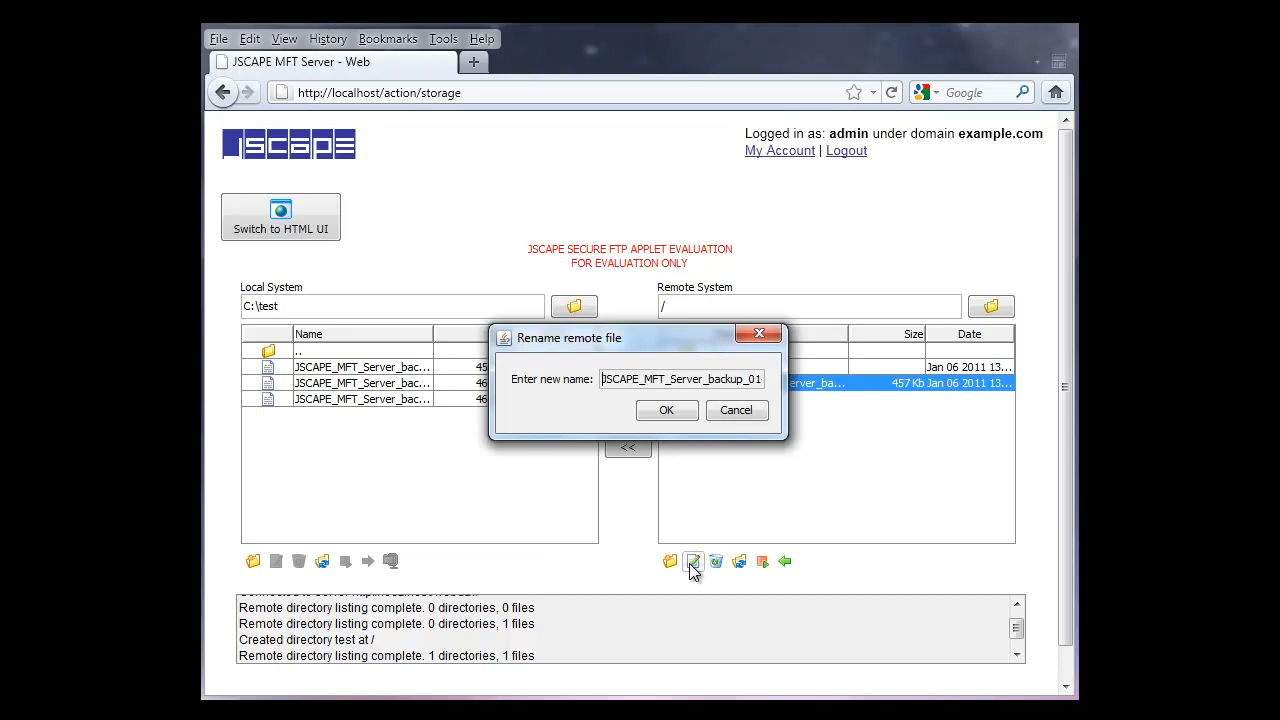 File Edit View History Bookmarks Tools Help
JSCAPE MFT Server - Web
http://localhost/action/storage
Google
Jscape
Logged in as: admin under domain example.com
My Account | Logout
Switch to HTML UI
JSCAPE SECURE FTP APPLET EVALUATION
FOR EVALUATION ONLY
Local System
C:\test
Remote System
/
Name
Size Date
..
JSCAPE_MFT_Server_bac... 45
Jan 06 2011 13...
JSCAPE_MFT_Server_bac... 46
erver_ba... 457 Kb Jan 06 2011 13...
JSCAPE_MFT_Server_bac... 46
Rename remote file
Enter new name: JSCAPE_MFT_Server_backup_01
OK Cancel
<<
Remote directory listing complete. 0 directories, 0 files
Remote directory listing complete. 0 directories, 1 files
Created directory test at /
Remote directory listing complete. 1 directories, 1 files